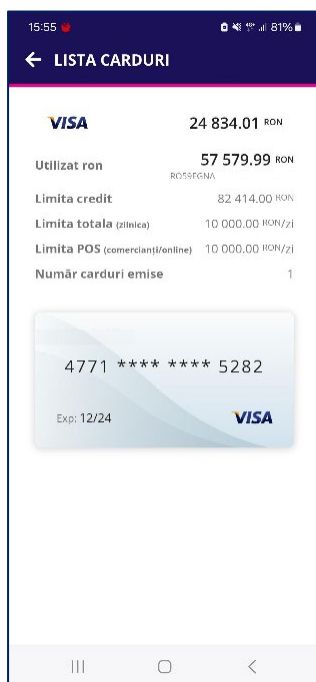 15:55 81%
LISTA CARDURI
VISA 24 834.01 RON
Utilizat ron 57 579.99 RON
RO59EGNA
Limita credit 82 414.00 RON
Limita totala (zilnica) 10 000.00 RON/zi
Limita POS (comercianți/online) 10 000.00 RON/zi
Număr carduri emise 1
4771 **** **** 5282
Exp: 12/24 VISA